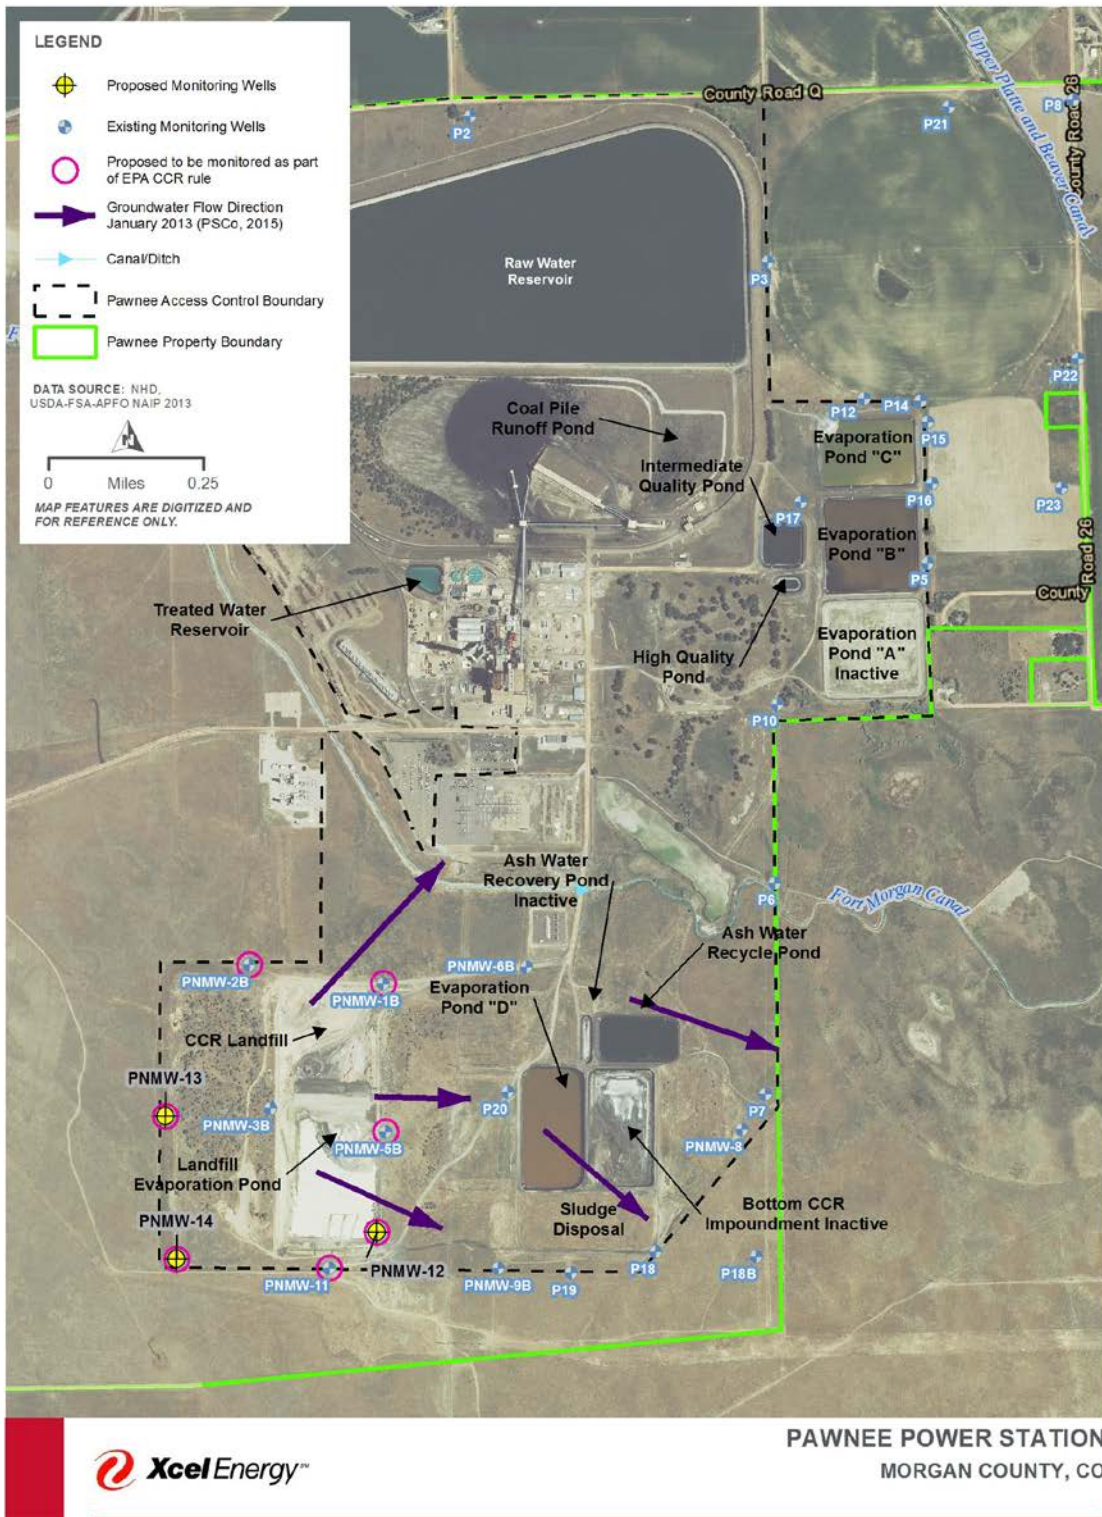 LEGEND
Proposed Monitoring Wells
Existing Monitoring Wells
Proposed to be monitored as part
of EPA CCR rule
Groundwater Flow Direction
January 2013 (PSCo, 2015)
Canal/Ditch
Pawnee Access Control Boundary
Pawnee Property Boundary
DATA SOURCE: NHD,
USDA-FSA-APFO NAIP 2013
N
0 Miles 0.25
MAP FEATURES ARE DIGITIZED AND
FOR REFERENCE ONLY.
County Road Q
P2
P21
P8
County Road 26
Upper Platte and Beaver Canal
Raw Water
Reservoir
P3
P22
Coal Pile
Runoff Pond
P12
P14
Evaporation
Pond "C"
P15
Intermediate
Quality Pond
P16
P23
P17
Evaporation
Pond "B"
P5
County Road 26
County
Treated Water
Reservoir
High Quality
Pond
Evaporation
Pond "A"
Inactive
P10
Ash Water
Recovery Pond
Inactive
P6
Fort Morgan Canal
Ash Water
Recycle Pond
PNMW-2B
PNMW-1B
PNMW-6B
Evaporation
Pond "D"
CCR Landfill
PNMW-13
PNMW-3B
P20
P7
PNMW-5B
PNMW-8
Landfill
Evaporation Pond
PNMW-14
Sludge
Disposal
Bottom CCR
Impoundment Inactive
PNMW-11
PNMW-12
PNMW-9B
P19
P18
P18B
Xcel Energy™
PAWNEE POWER STATION
MORGAN COUNTY, CO